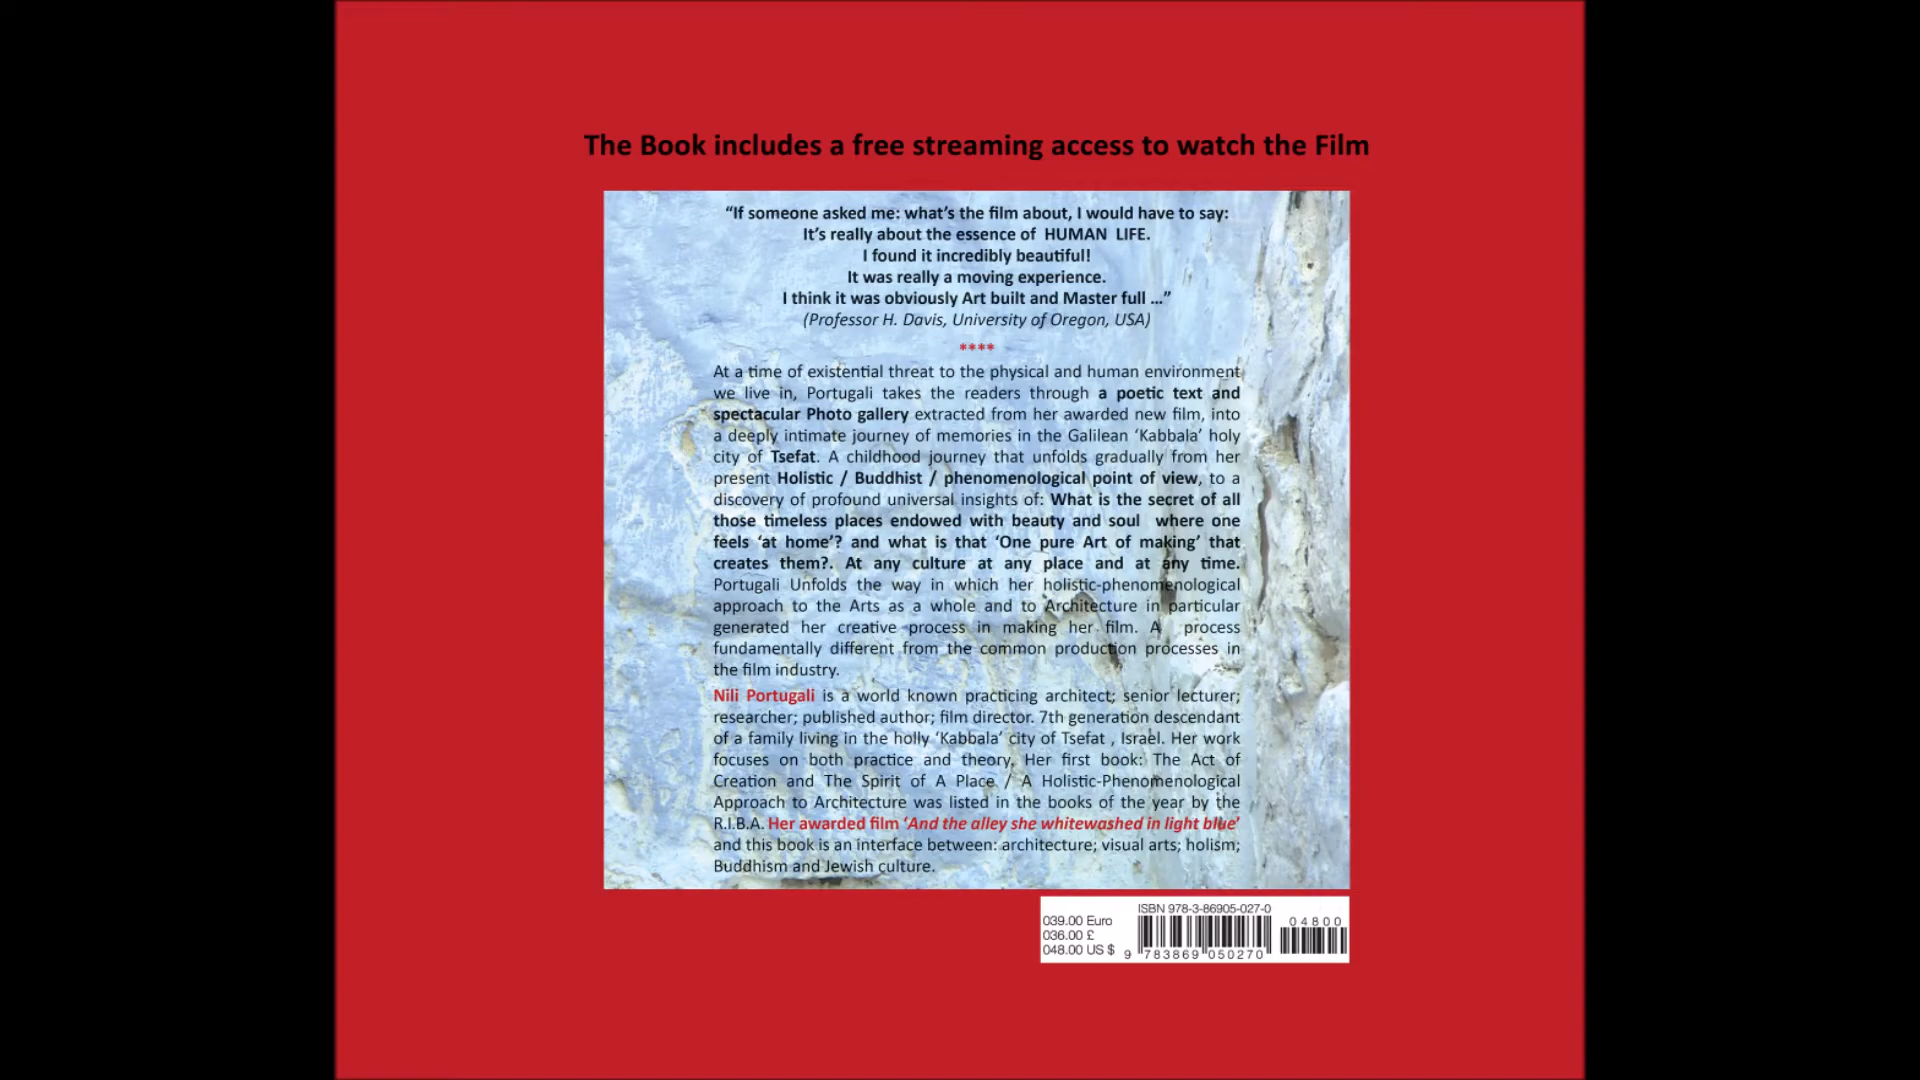 The Book includes a free streaming access to watch the Film
“If someone asked me: what’s the film about, I would have to say:
It’s really about the essence of HUMAN LIFE.
I found it incredibly beautiful!
It was really a moving experience.
I think it was obviously Art built and Master full ...”
(Professor H. Davis, University of Oregon, USA)
****
At a time of existential threat to the physical and human environment
we live in, Portugali takes the readers through a poetic text and
spectacular Photo gallery extracted from her awarded new film, into
a deeply intimate journey of memories in the Galilean ‘Kabbala’ holy
city of Tsefat. A childhood journey that unfolds gradually from her
present Holistic / Buddhist / phenomenological point of view, to a
discovery of profound universal insights of: What is the secret of all
those timeless places endowed with beauty and soul where one
feels ‘at home’? and what is that ‘One pure Art of making’ that
creates them?. At any culture at any place and at any time.
Portugali Unfolds the way in which her holistic-phenomenological
approach to the Arts as a whole and to Architecture in particular
generated her creative process in making her film. A process
fundamentally different from the common production processes in
the film industry.
Nili Portugali is a world known practicing architect; senior lecturer;
researcher; published author; film director. 7th generation descendant
of a family living in the holly ‘Kabbala’ city of Tsefat , Israel. Her work
focuses on both practice and theory. Her first book: The Act of
Creation and The Spirit of A Place / A Holistic-Phenomenological
Approach to Architecture was listed in the books of the year by the
R.I.B.A. Her awarded film ‘And the alley she whitewashed in light blue’
and this book is an interface between: architecture; visual arts; holism;
Buddhism and Jewish culture.
039.00 Euro
036.00 £
048.00 US $
ISBN 978-3-86905-027-0
9 783869 050270
04800